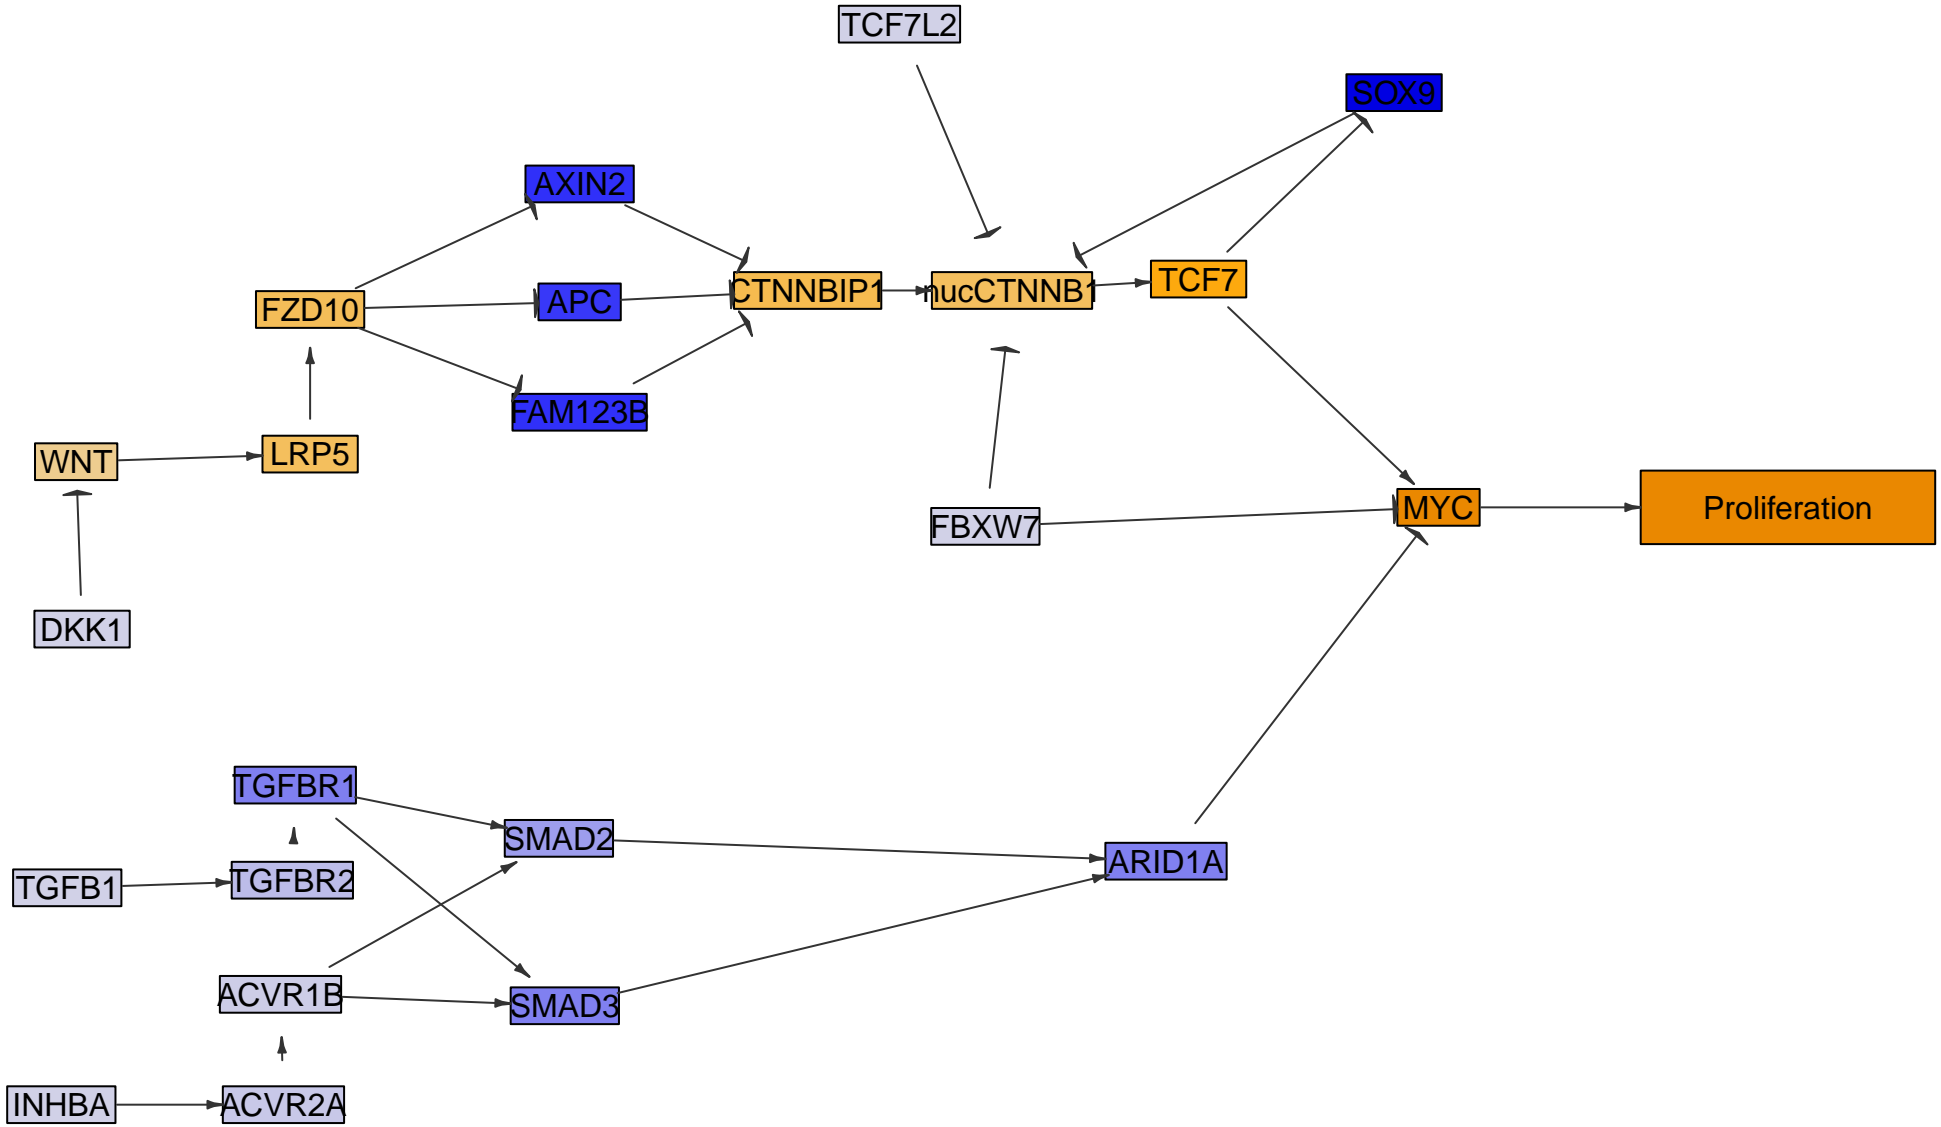 TCF7L2
SOX9
AXIN2
CTNNBIP1
nucCTNNB1
TCF7
FZD10
APC
FAM123B
WNT
LRP5
FBXW7
MYC
Proliferation
DKK1
TGFBR1
SMAD2
ARID1A
TGFB1
TGFBR2
ACVR1B
SMAD3
INHBA
ACVR2A